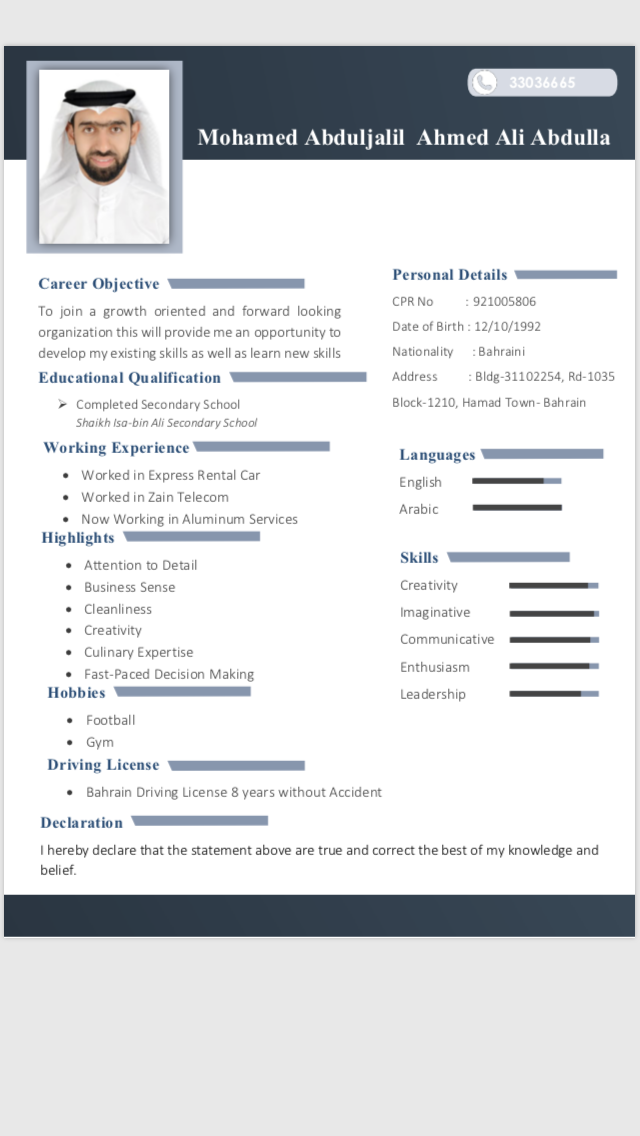 33036665
Mohamed Abduljalil Ahmed Ali Abdulla
Career Objective
To join a growth oriented and forward looking
organization this will provide me an opportunity to
develop my existing skills as well as learn new skills
Educational Qualification
Completed Secondary School
Shaikh Isa-bin Ali Secondary School
Working Experience
Worked in Express Rental Car
Worked in Zain Telecom
Now Working in Aluminum Services
Highlights
Attention to Detail
Business Sense
Cleanliness
Creativity
Culinary Expertise
Fast-Paced Decision Making
Hobbies
Football
Gym
Driving License
Bahrain Driving License 8 years without Accident
Personal Details
CPR No : 921005806
Date of Birth : 12/10/1992
Nationality : Bahraini
Address : Bldg-31102254, Rd-1035
Block-1210, Hamad Town- Bahrain
Languages
English
Arabic
Skills
Creativity
Imaginative
Communicative
Enthusiasm
Leadership
Declaration
I hereby declare that the statement above are true and correct the best of my knowledge and
belief.